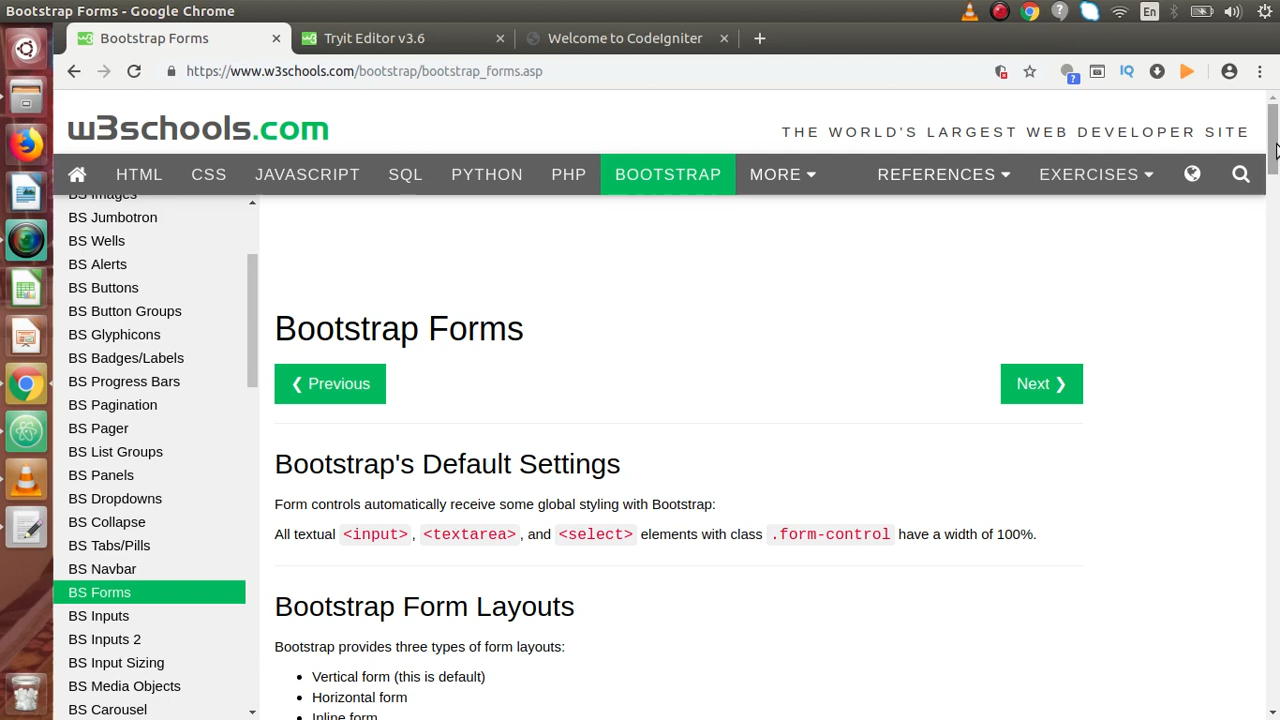 Bootstrap Forms - Google Chrome
En
Bootstrap Forms
Tryit Editor v3.6
Welcome to CodeIgniter
https://www.w3schools.com/bootstrap/bootstrap_forms.asp
IQ
w3schools.com
THE WORLD'S LARGEST WEB DEVELOPER SITE
HTML CSS JAVASCRIPT SQL PYTHON PHP BOOTSTRAP MORE REFERENCES EXERCISES
BS Images
BS Jumbotron
BS Wells
BS Alerts
BS Buttons
BS Button Groups
BS Glyphicons
BS Badges/Labels
BS Progress Bars
BS Pagination
BS Pager
BS List Groups
BS Panels
BS Dropdowns
BS Collapse
BS Tabs/Pills
BS Navbar
BS Forms
BS Inputs
BS Inputs 2
BS Input Sizing
BS Media Objects
BS Carousel
Bootstrap Forms
❮ Previous
Next ❯
Bootstrap's Default Settings
Form controls automatically receive some global styling with Bootstrap:
All textual <input>, <textarea>, and <select> elements with class .form-control have a width of 100%.
Bootstrap Form Layouts
Bootstrap provides three types of form layouts:
• Vertical form (this is default)
• Horizontal form
• Inline form